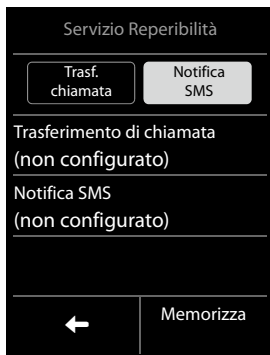 Servizio Reperibilità
Trasf.
chiamata
Notifica
SMS
Trasferimento di chiamata
(non configurato)
Notifica SMS
(non configurato)
Memorizza